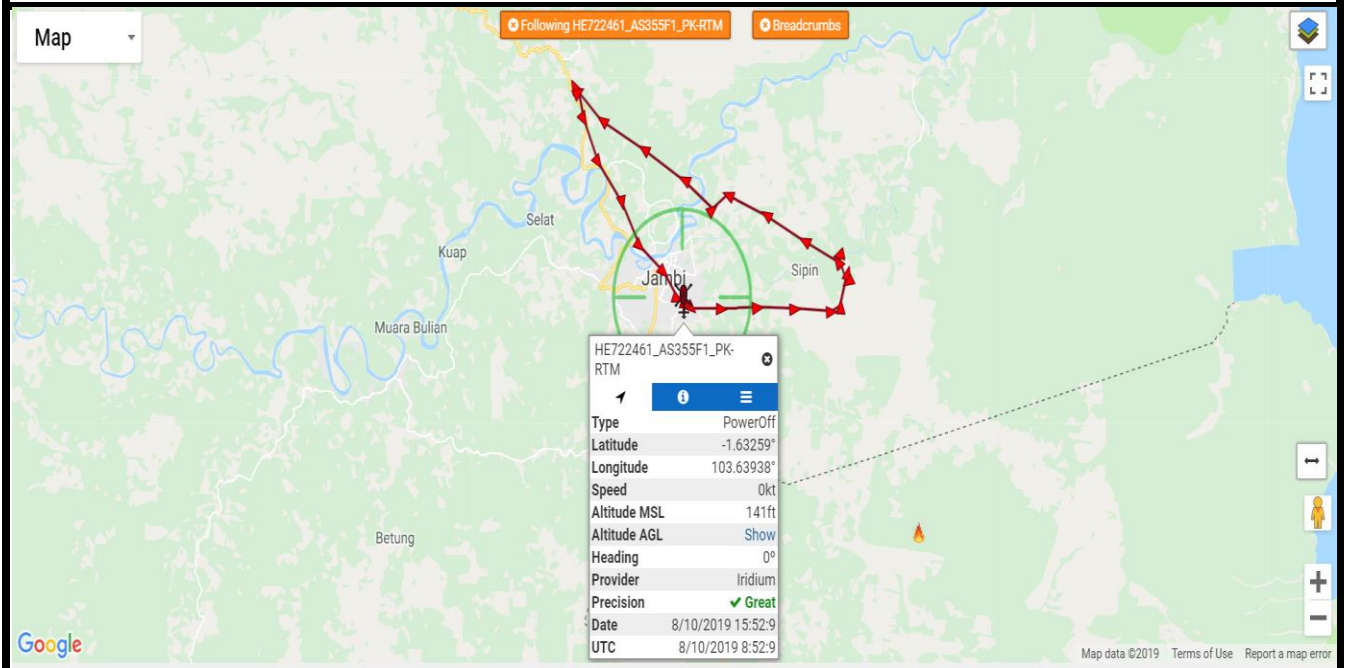 Map
Following HE722461_AS355F1_PK-RTM
Breadcrumbs
Selat
Kuap
Jambi
Sipin
Muara Bulian
Betung
HE722461_AS355F1_PK-
RTM
Type PowerOff
Latitude -1.63259°
Longitude 103.63938°
Speed 0kt
Altitude MSL 141ft
Altitude AGL Show
Heading 0°
Provider Iridium
Precision ✔ Great
Date 8/10/2019 15:52:9
UTC 8/10/2019 8:52:9
Google
Map data ©2019 Terms of Use Report a map error